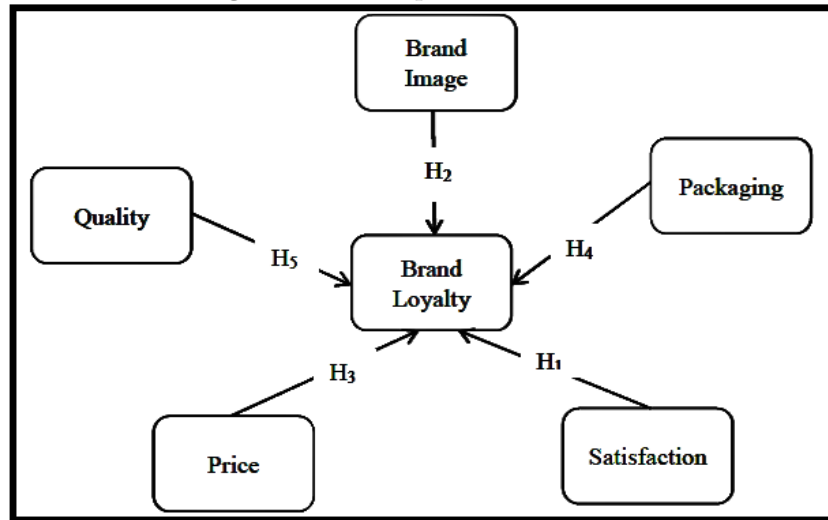 Brand
Image
H₂
Packaging
Quality
H₅
H₄
Brand
Loyalty
H₃
H₁
Price
Satisfaction